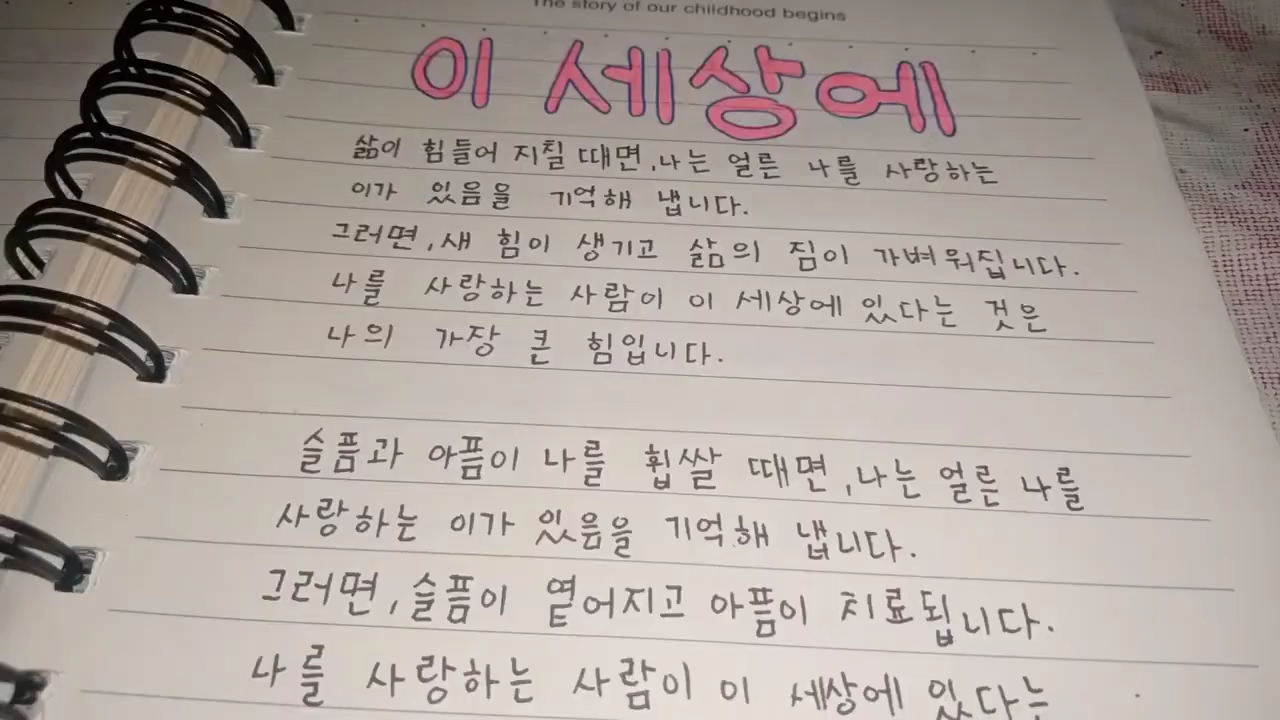 The story of our childhood begins
이 세상에
삶이 힘들어 지칠 때면,나는 얼른 나를 사랑하는
이가 있음을 기억해 냅니다.
그러면,새 힘이 생기고 삶의 짐이 가벼워집니다.
나를 사랑하는 사람이 이 세상에 있다는 것은
나의 가장 큰 힘입니다.
슬픔과 아픔이 나를 휩쌀 때면,나는 얼른 나를
사랑하는 이가 있음을 기억해 냅니다.
그러면,슬픔이 옅어지고 아픔이 치료됩니다.
나를 사랑하는 사람이 이 세상에 있다는